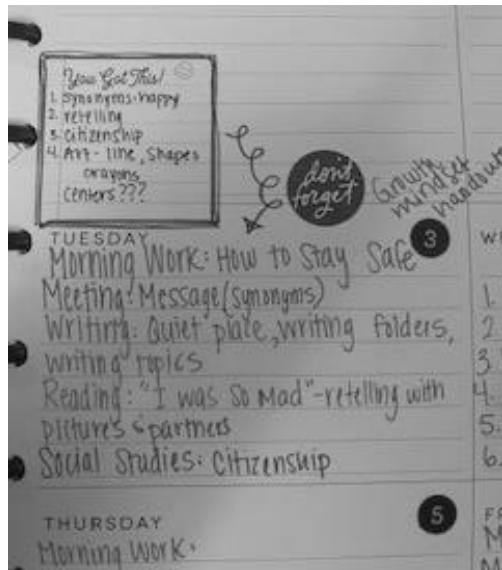 You Got This!
1. synonyms-happy
2. retelling
3. citizenship
4. Art - line, shapes
crayons
centers???
don't
forget
Growth
mindset
handouts
TUESDAY
3
Morning Work: How to Stay Safe
Meeting: Message (synonyms)
Writing: Quiet place, writing folders,
writing topics
Reading: "I was so mad"-retelling with
pictures & partners
Social Studies: Citizenship
THURSDAY
5
Morning Work:
W
1.
2
3
4.
5.
6.
F
M